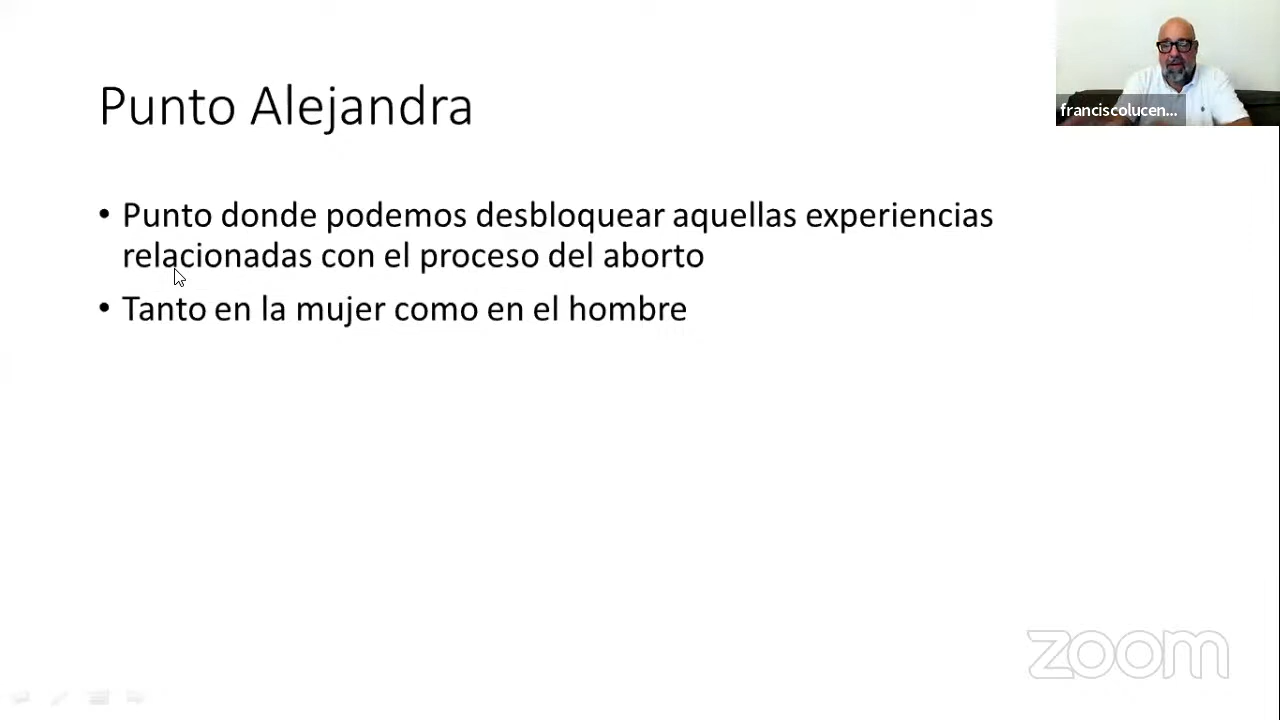 Punto Alejandra
franciscolucen...
• Punto donde podemos desbloquear aquellas experiencias
relacionadas con el proceso del aborto
• Tanto en la mujer como en el hombre
zoom